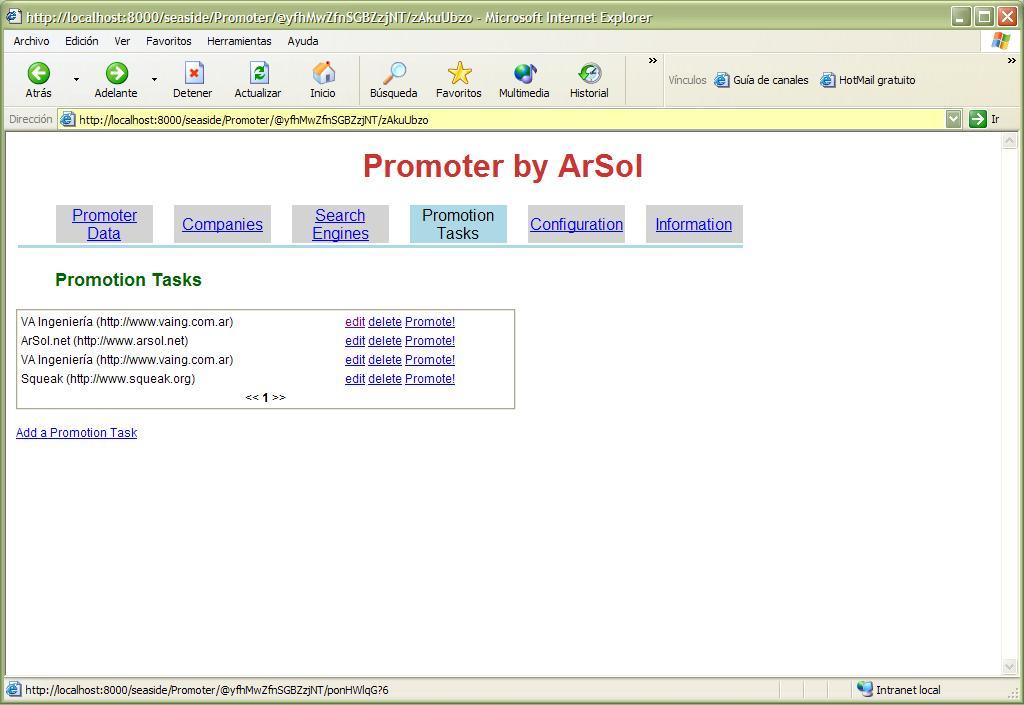 http://localhost:8000/seaside/Promoter/@yfhMwZfnSGBZzjNT/zAkuUbzo - Microsoft Internet Explorer
Archivo Edición Ver Favoritos Herramientas Ayuda
Atrás Adelante Detener Actualizar Inicio Búsqueda Favoritos Multimedia Historial » Vínculos Guía de canales HotMail gratuito »
Dirección http://localhost:8000/seaside/Promoter/@yfhMwZfnSGBZzjNT/zAkuUbzo Ir
Promoter by ArSol
Promoter Data
Companies
Search Engines
Promotion Tasks
Configuration
Information
Promotion Tasks
VA Ingeniería (http://www.vaing.com.ar) edit delete Promote!
ArSol.net (http://www.arsol.net) edit delete Promote!
VA Ingeniería (http://www.vaing.com.ar) edit delete Promote!
Squeak (http://www.squeak.org) edit delete Promote!
<< 1 >>
Add a Promotion Task
http://localhost:8000/seaside/Promoter/@yfhMwZfnSGBZzjNT/ponHWlqG?6 Intranet local